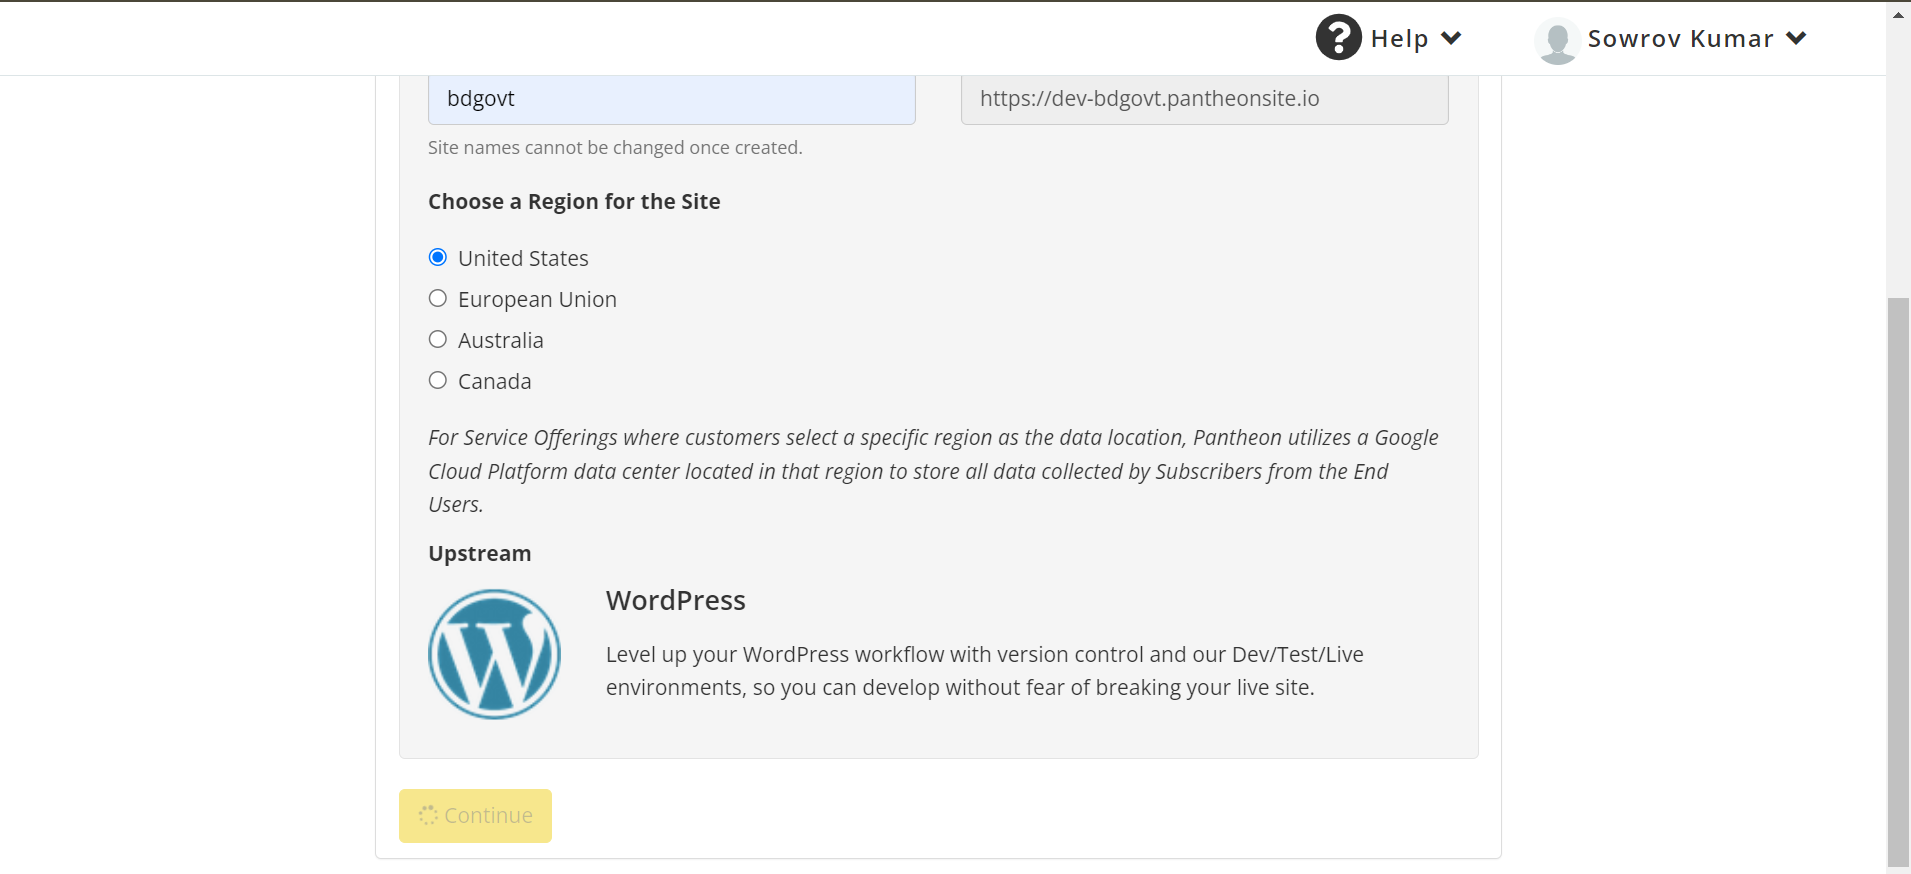 Help
Sowrov Kumar
bdgovt
https://dev-bdgovt.pantheonsite.io
Site names cannot be changed once created.
Choose a Region for the Site
United States
European Union
Australia
Canada
For Service Offerings where customers select a specific region as the data location, Pantheon utilizes a Google
Cloud Platform data center located in that region to store all data collected by Subscribers from the End
Users.
Upstream
WordPress
Level up your WordPress workflow with version control and our Dev/Test/Live
environments, so you can develop without fear of breaking your live site.
Continue